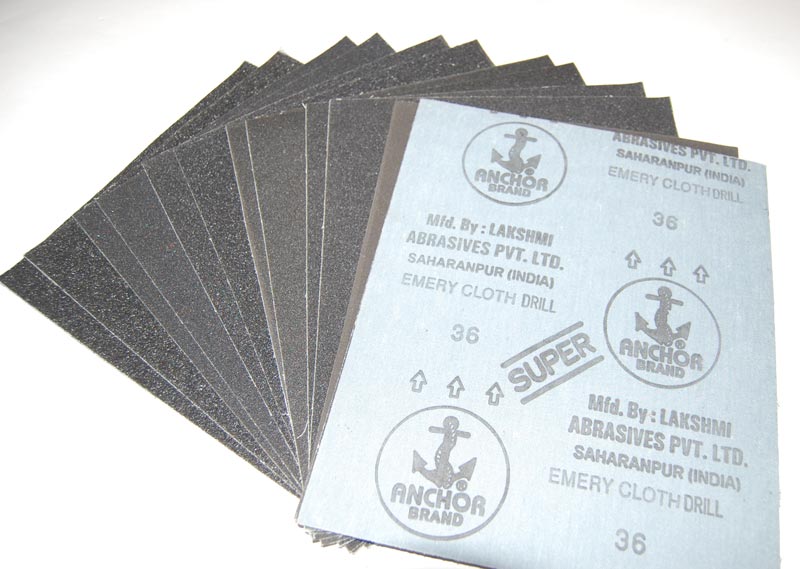 ANCHOR
®
BRAND
ABRASIVES PVT. LTD.
SAHARANPUR (INDIA)
EMERY CLOTH DRILL
36
Mfd. By : LAKSHMI
ABRASIVES PVT. LTD.
SAHARANPUR (INDIA)
EMERY CLOTH DRILL
36
ANCHOR
®
BRAND
SUPER
Mfd. By : LAKSHMI
ABRASIVES PVT. LTD.
SAHARANPUR (INDIA)
EMERY CLOTH DRILL
36
ANCHOR
®
BRAND